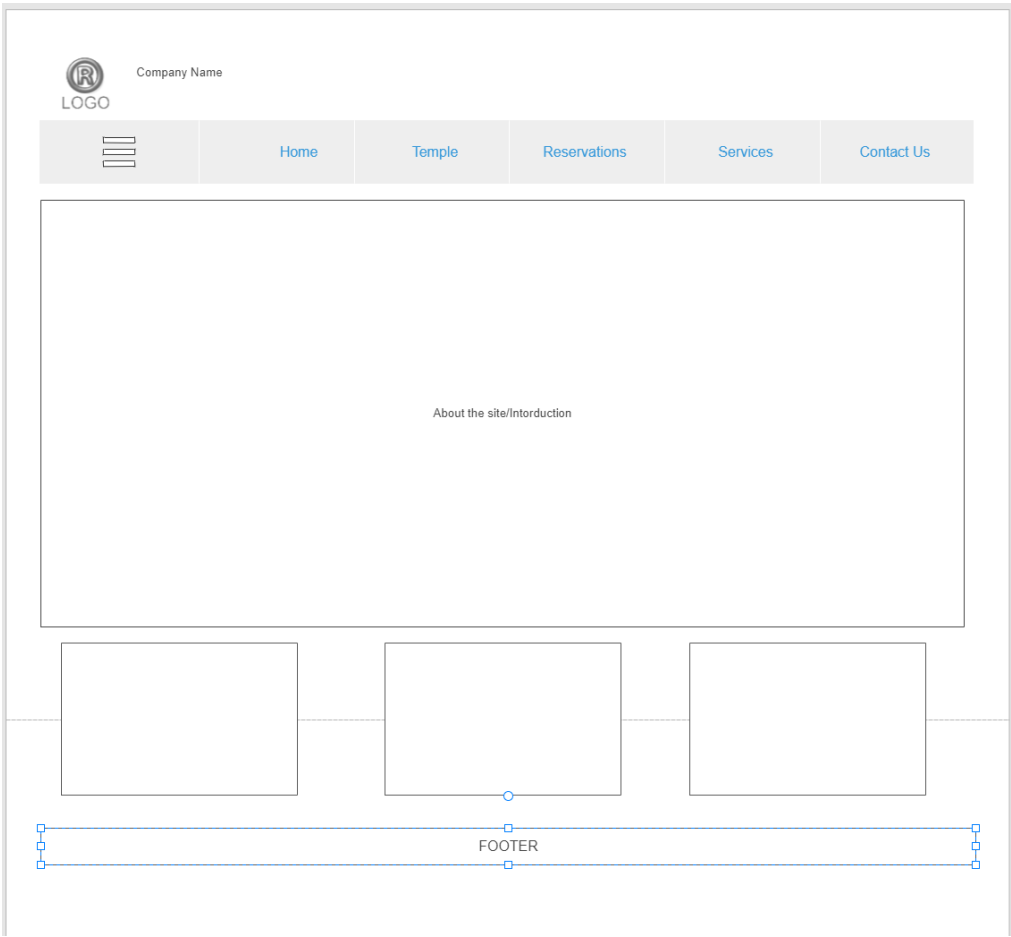 ®
LOGO
Company Name
Home
Temple
Reservations
Services
Contact Us
About the site/Intorduction
FOOTER